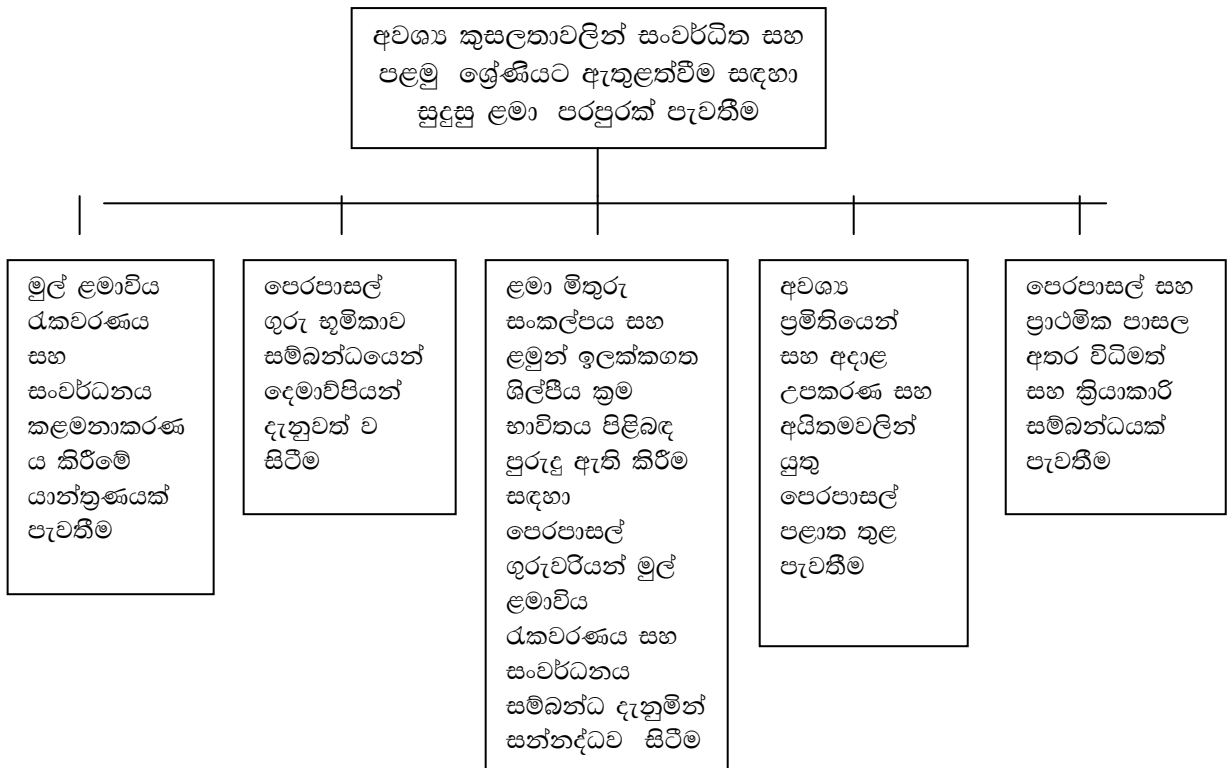 අවශ්‍ය කුසලතාවලින් සංවර්ධිත සහ
පළමු ශ්‍රේණියට ඇතුළත්වීම සඳහා
සුදුසු ළමා පරපුරක් පැවතීම
මුල් ළමාවිය
රැකවරණය
සහ
සංවර්ධනය
කළමනාකරණ
ය කිරීමේ
යාන්ත්‍රණයක්
පැවතීම
පෙරපාසල්
ගුරු භූමිකාව
සම්බන්ධයෙන්
දෙමාව්පියන්
දැනුවත් ව
සිටීම
ළමා මිතුරු
සංකල්පය සහ
ළමුන් ඉලක්කගත
ශිල්පීය ක්‍රම
භාවිතය පිළිබඳ
පුරුදු ඇති කිරීම
සඳහා
පෙරපාසල්
ගුරුවරියන් මුල්
ළමාවිය
රැකවරණය සහ
සංවර්ධනය
සම්බන්ධ දැනුමින්
සන්නද්ධව සිටීම
අවශ්‍ය
ප්‍රමිතියෙන්
සහ අදාළ
උපකරණ සහ
අයිතමවලින්
යුතු
පෙරපාසල්
පළාත තුළ
පැවතීම
පෙරපාසල් සහ
ප්‍රාථමික පාසල
අතර විධිමත්
සහ ක්‍රියාකාරි
සම්බන්ධයක්
පැවතීම